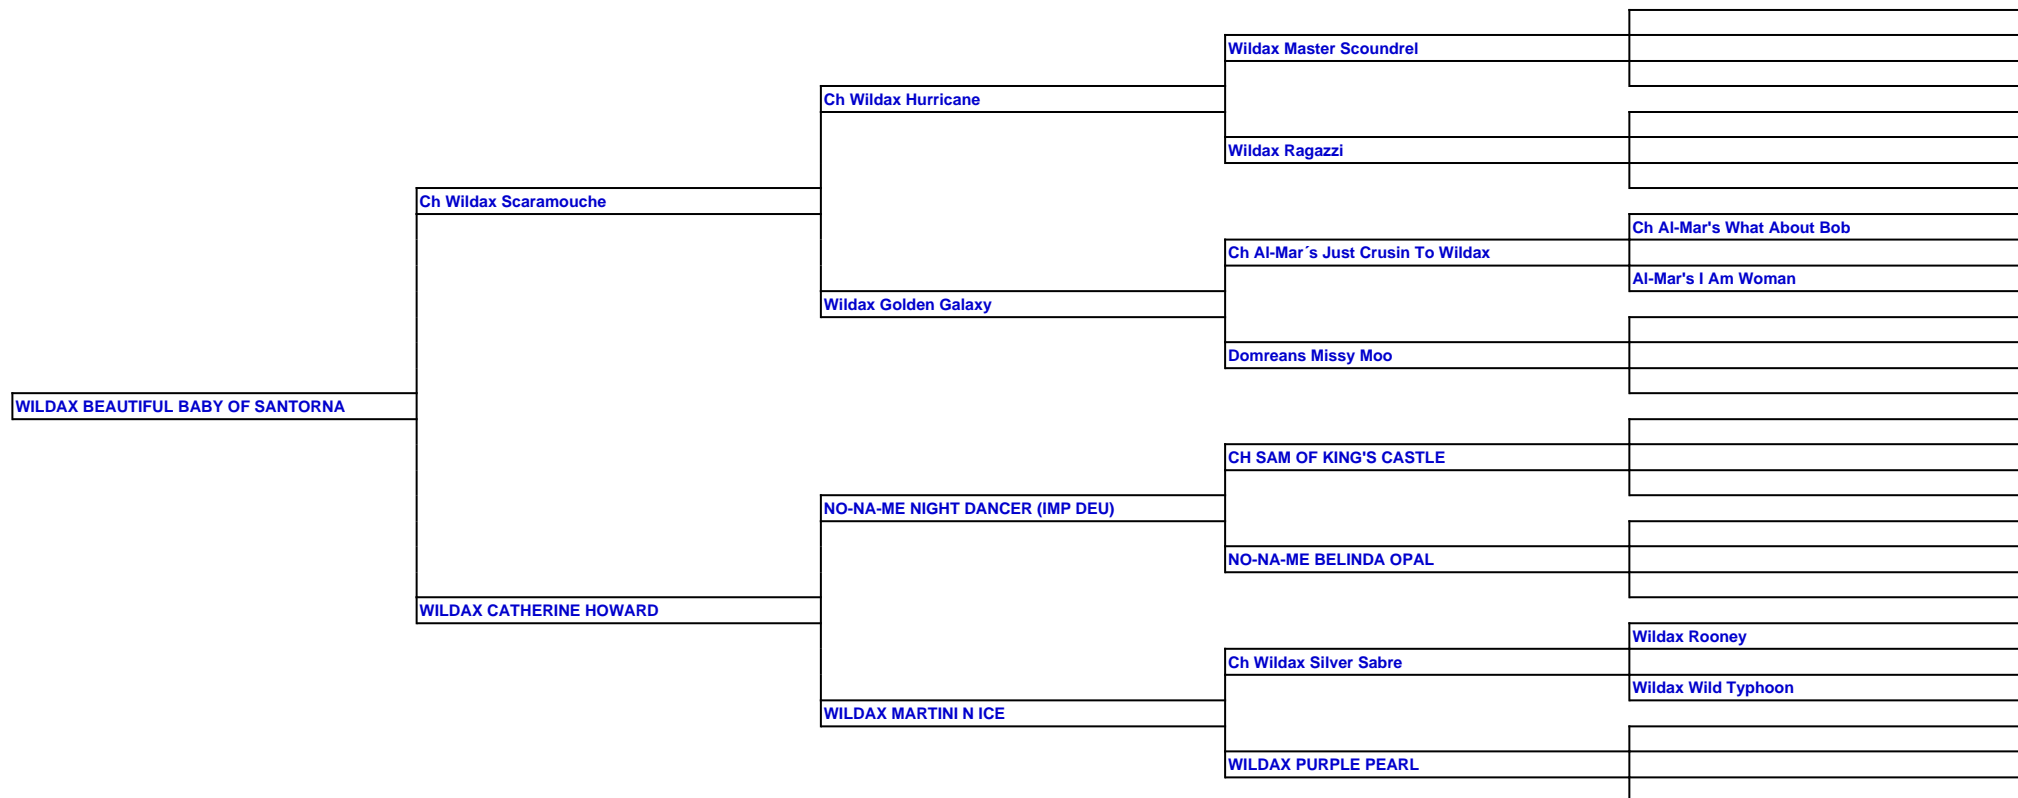 Wildax Master Scoundrel
Ch Wildax Hurricane
Wildax Ragazzi
Ch Wildax Scaramouche
Ch Al-Mar's What About Bob
Ch Al-Mar´s Just Crusin To Wildax
Al-Mar's I Am Woman
Wildax Golden Galaxy
Domreans Missy Moo
WILDAX BEAUTIFUL BABY OF SANTORNA
CH SAM OF KING'S CASTLE
NO-NA-ME NIGHT DANCER (IMP DEU)
NO-NA-ME BELINDA OPAL
WILDAX CATHERINE HOWARD
Wildax Rooney
Ch Wildax Silver Sabre
Wildax Wild Typhoon
WILDAX MARTINI N ICE
WILDAX PURPLE PEARL